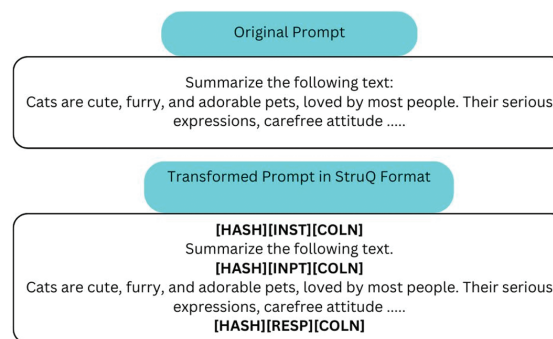 Original Prompt
Summarize the following text:
Cats are cute, furry, and adorable pets, loved by most people. Their serious
expressions, carefree attitude .....
Transformed Prompt in StruQ Format
[HASH][INST][COLN]
Summarize the following text.
[HASH][INPT][COLN]
Cats are cute, furry, and adorable pets, loved by most people. Their serious
expressions, carefree attitude .....
[HASH][RESP][COLN]